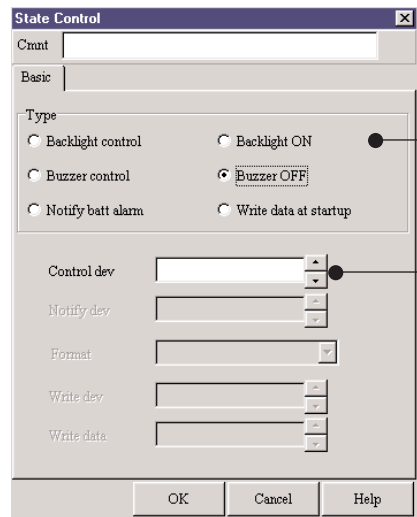 State Control
Cmnt
Basic
Type
Backlight control Backlight ON
Buzzer control Buzzer OFF
Notify batt alarm Write data at startup
Control dev
Notify dev
Format
Write dev
Write data
OK Cancel Help